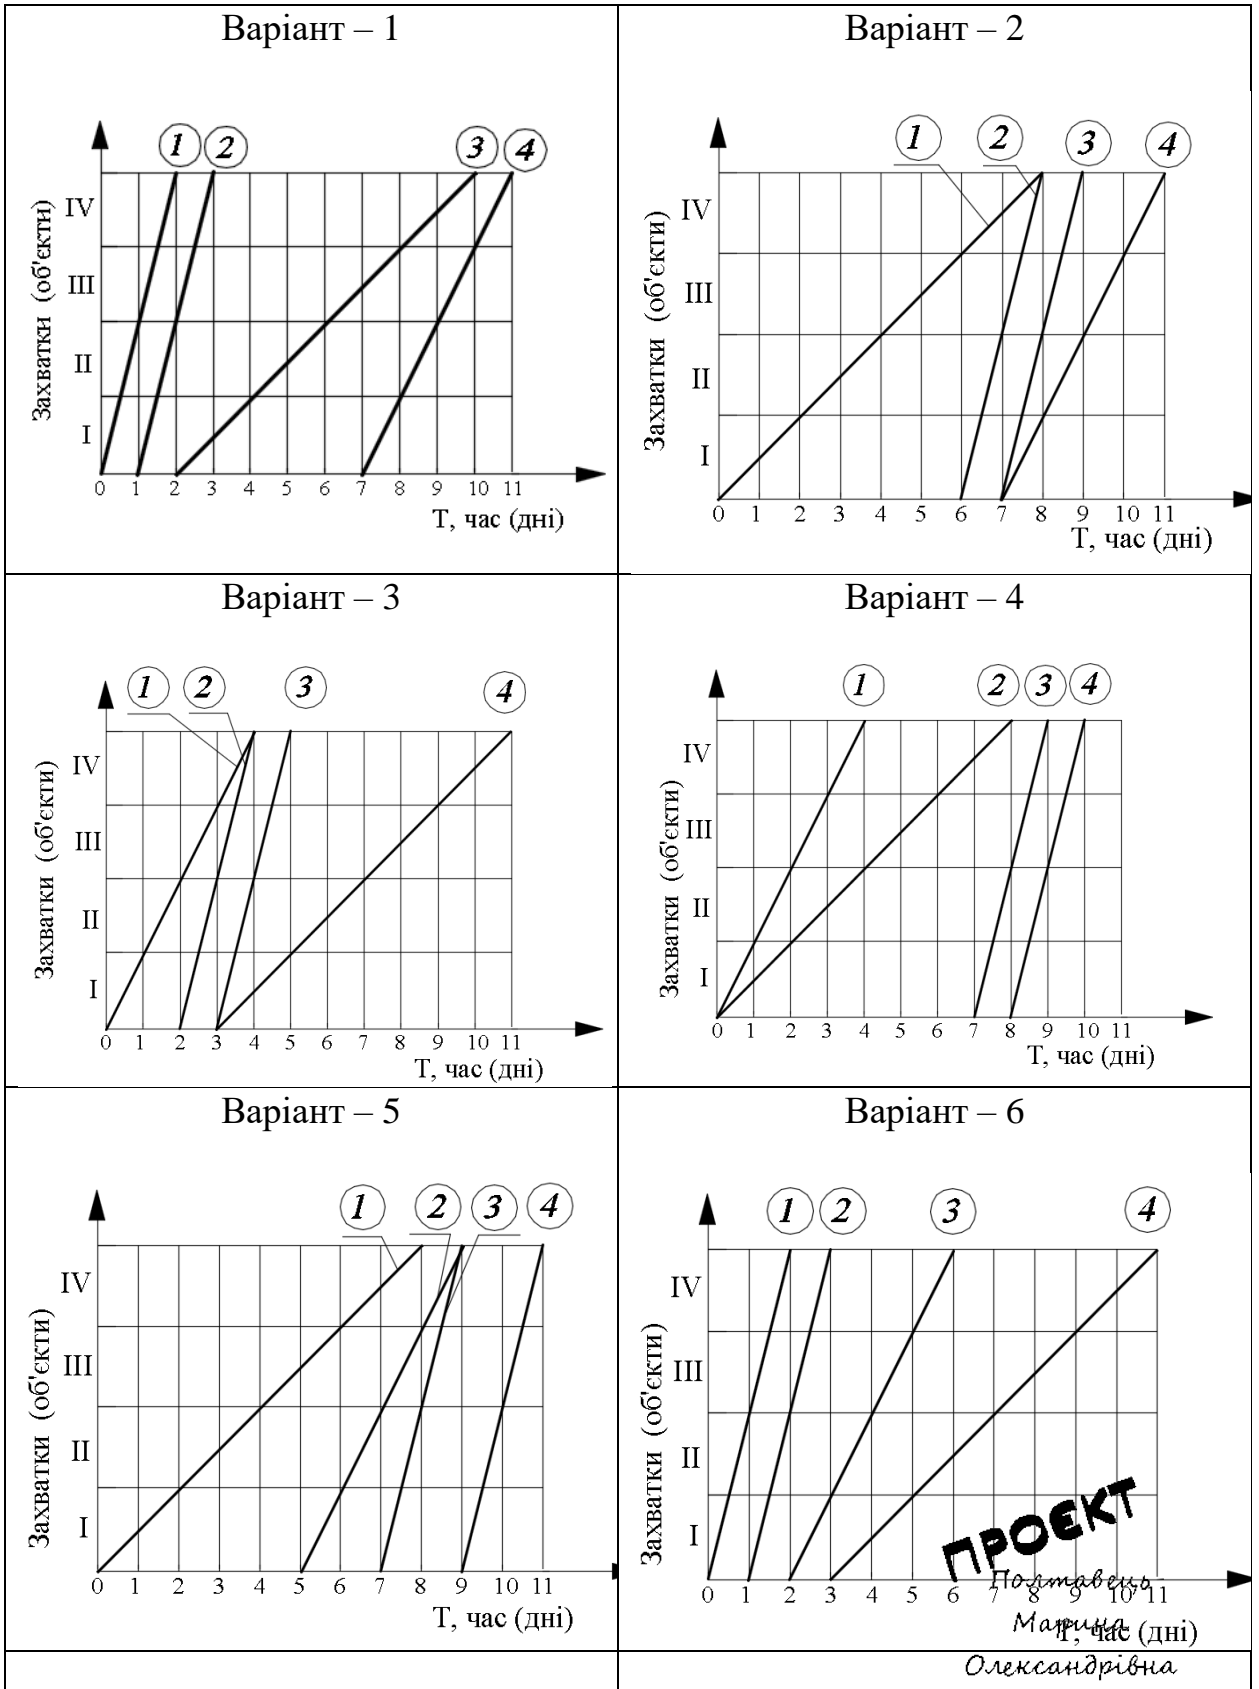 Варіант – 1
1 2 3 4
Захватки (об'єкти)
IV
III
II
I
0 1 2 3 4 5 6 7 8 9 10 11
Т, час (дні)
Варіант – 2
1 2 3 4
Захватки (об'єкти)
IV
III
II
I
0 1 2 3 4 5 6 7 8 9 10 11
Т, час (дні)
Варіант – 3
1 2 3 4
Захватки (об'єкти)
IV
III
II
I
0 1 2 3 4 5 6 7 8 9 10 11
Т, час (дні)
Варіант – 4
1 2 3 4
Захватки (об'єкти)
IV
III
II
I
0 1 2 3 4 5 6 7 8 9 10 11
Т, час (дні)
Варіант – 5
1 2 3 4
Захватки (об'єкти)
IV
III
II
I
0 1 2 3 4 5 6 7 8 9 10 11
Т, час (дні)
Варіант – 6
1 2 3 4
Захватки (об'єкти)
IV
III
II
I
0 1 2 3 4 5 6 7 8 9 10 11
Т, час (дні)
ПРОЕКТ
Полтавець
Марина
Олександрівна